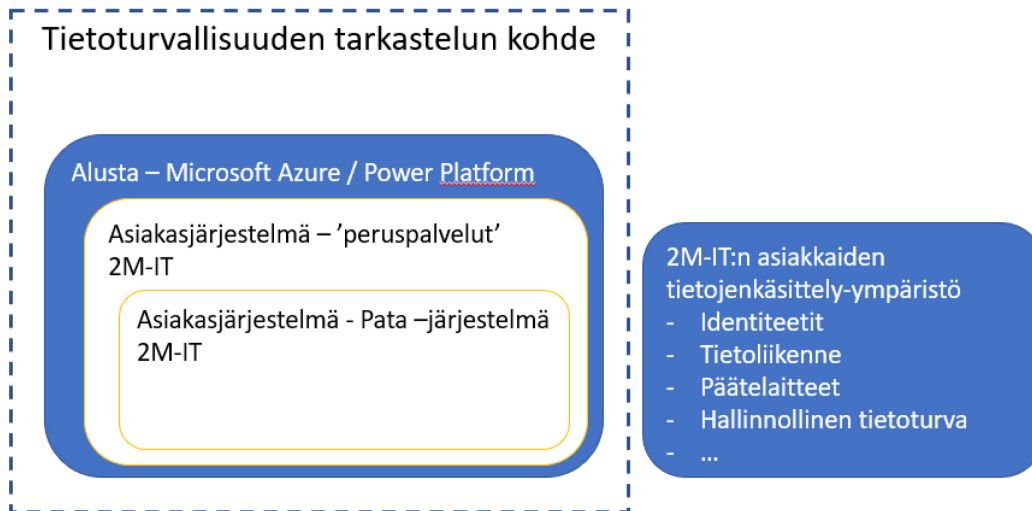 Tietoturvallisuuden tarkastelun kohde
Alusta – Microsoft Azure / Power Platform
Asiakasjärjestelmä – ’peruspalvelut’
2M-IT
Asiakasjärjestelmä - Pata –järjestelmä
2M-IT
2M-IT:n asiakkaiden
tietojenkäsittely-ympäristö
- Identiteetit
- Tietoliikenne
- Päätelaitteet
- Hallinnollinen tietoturva
- ...